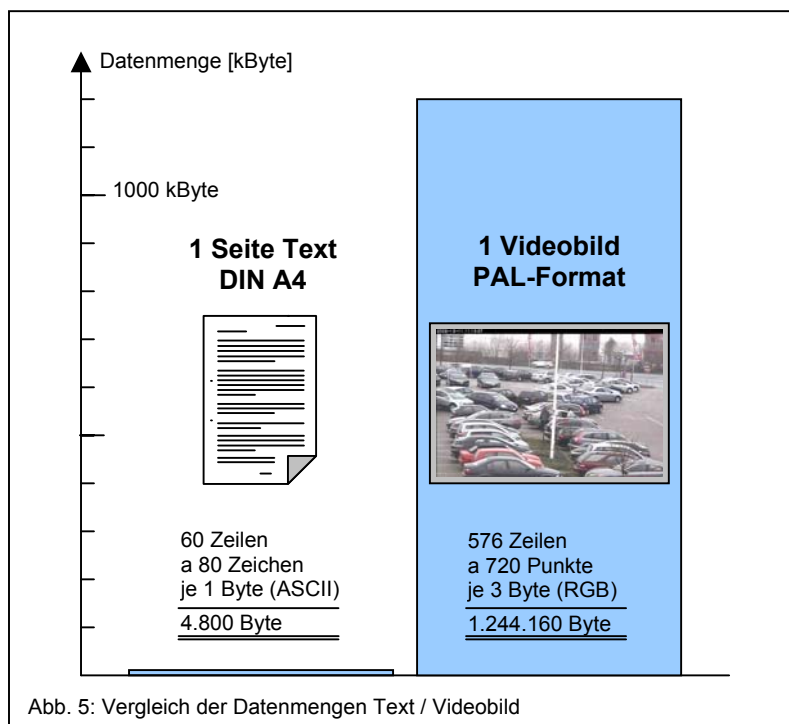 Datenmenge [kByte]
1000 kByte
1 Seite Text
DIN A4
60 Zeilen
a 80 Zeichen
je 1 Byte (ASCII)
4.800 Byte
1 Videobild
PAL-Format
576 Zeilen
a 720 Punkte
je 3 Byte (RGB)
1.244.160 Byte
Abb. 5: Vergleich der Datenmengen Text / Videobild